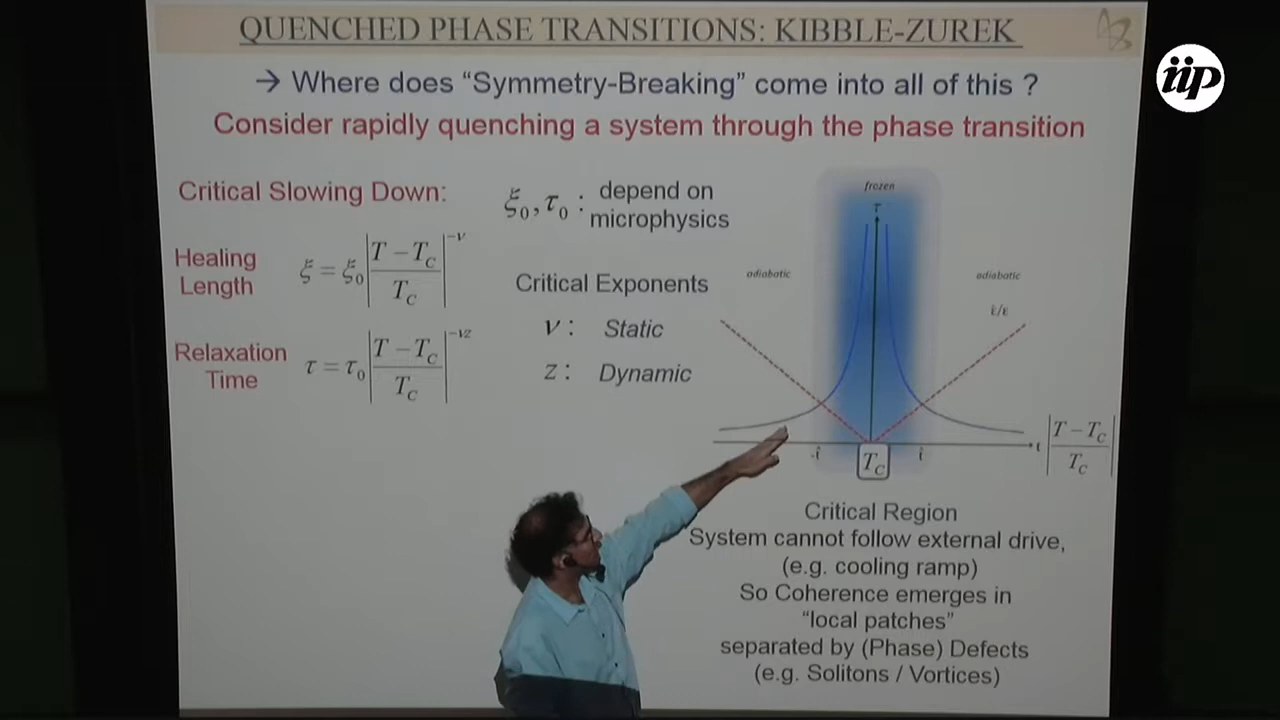 QUENCHED PHASE TRANSITIONS: KIBBLE-ZUREK
iip
→ Where does “Symmetry-Breaking” come into all of this ?
Consider rapidly quenching a system through the phase transition
Critical Slowing Down:
ξ₀, τ₀ : depend on
microphysics
Healing
Length
ξ = ξ₀ |T − T_C / T_C|^−ν
Relaxation
Time
τ = τ₀ |T − T_C / T_C|^−νz
Critical Exponents
ν : Static
z : Dynamic
frozen
τ
adiabatic
adiabatic
ε/ε̇
-t̂
T_C
t̂
t
|T − T_C / T_C|
Critical Region
System cannot follow external drive,
(e.g. cooling ramp)
So Coherence emerges in
“local patches”
separated by (Phase) Defects
(e.g. Solitons / Vortices)